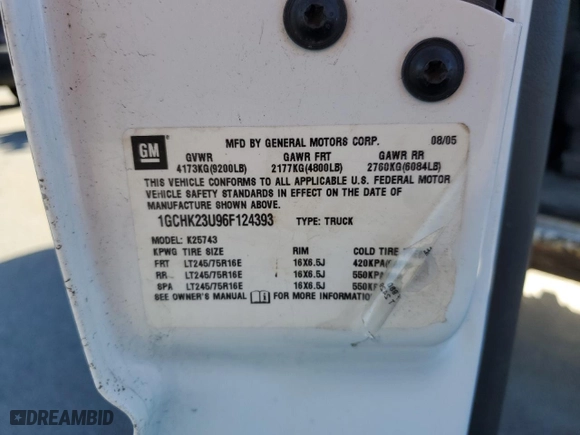 GM
MFD BY GENERAL MOTORS CORP. 08/05
GVWR GAWR FRT GAWR RR
4173KG(9200LB) 2177KG(4800LB) 2760KG(6084LB)
THIS VEHICLE CONFORMS TO ALL APPLICABLE U.S. FEDERAL MOTOR
VEHICLE SAFETY STANDARDS IN EFFECT ON THE DATE OF
MANUFACTURE SHOWN ABOVE.
1GCHK23U96F124393 TYPE: TRUCK
MODEL: K25743
KPWG TIRE SIZE RIM COLD TIRE
FRT LT245/75R16E 16X6.5J 420KPA
RR LT245/75R16E 16X6.5J 550KPA
SPA LT245/75R16E 16X6.5J 550KP
SEE OWNER'S MANUAL FOR MORE INFORMATION
DREAMBID